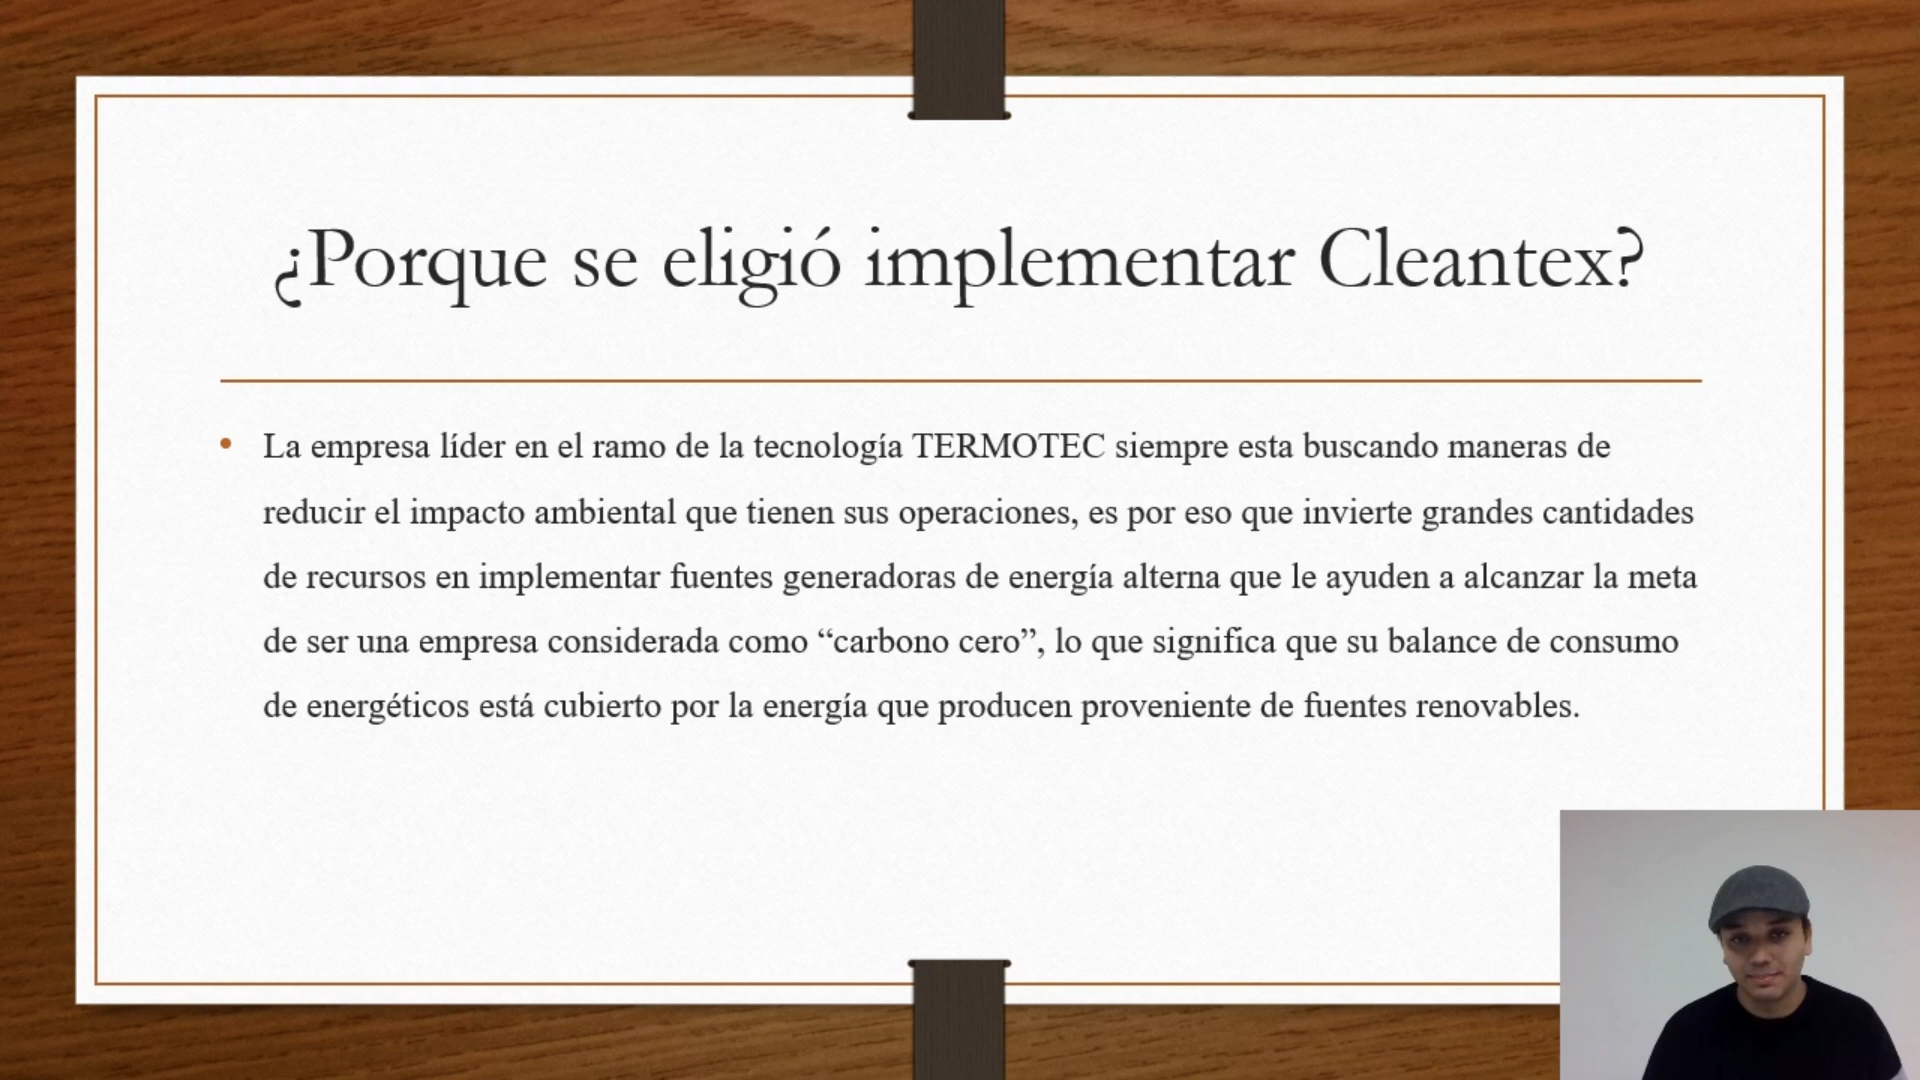 ¿Porque se eligió implementar Cleantex?
• La empresa líder en el ramo de la tecnología TERMOTEC siempre esta buscando maneras de
reducir el impacto ambiental que tienen sus operaciones, es por eso que invierte grandes cantidades
de recursos en implementar fuentes generadoras de energía alterna que le ayuden a alcanzar la meta
de ser una empresa considerada como “carbono cero”, lo que significa que su balance de consumo
de energéticos está cubierto por la energía que producen proveniente de fuentes renovables.